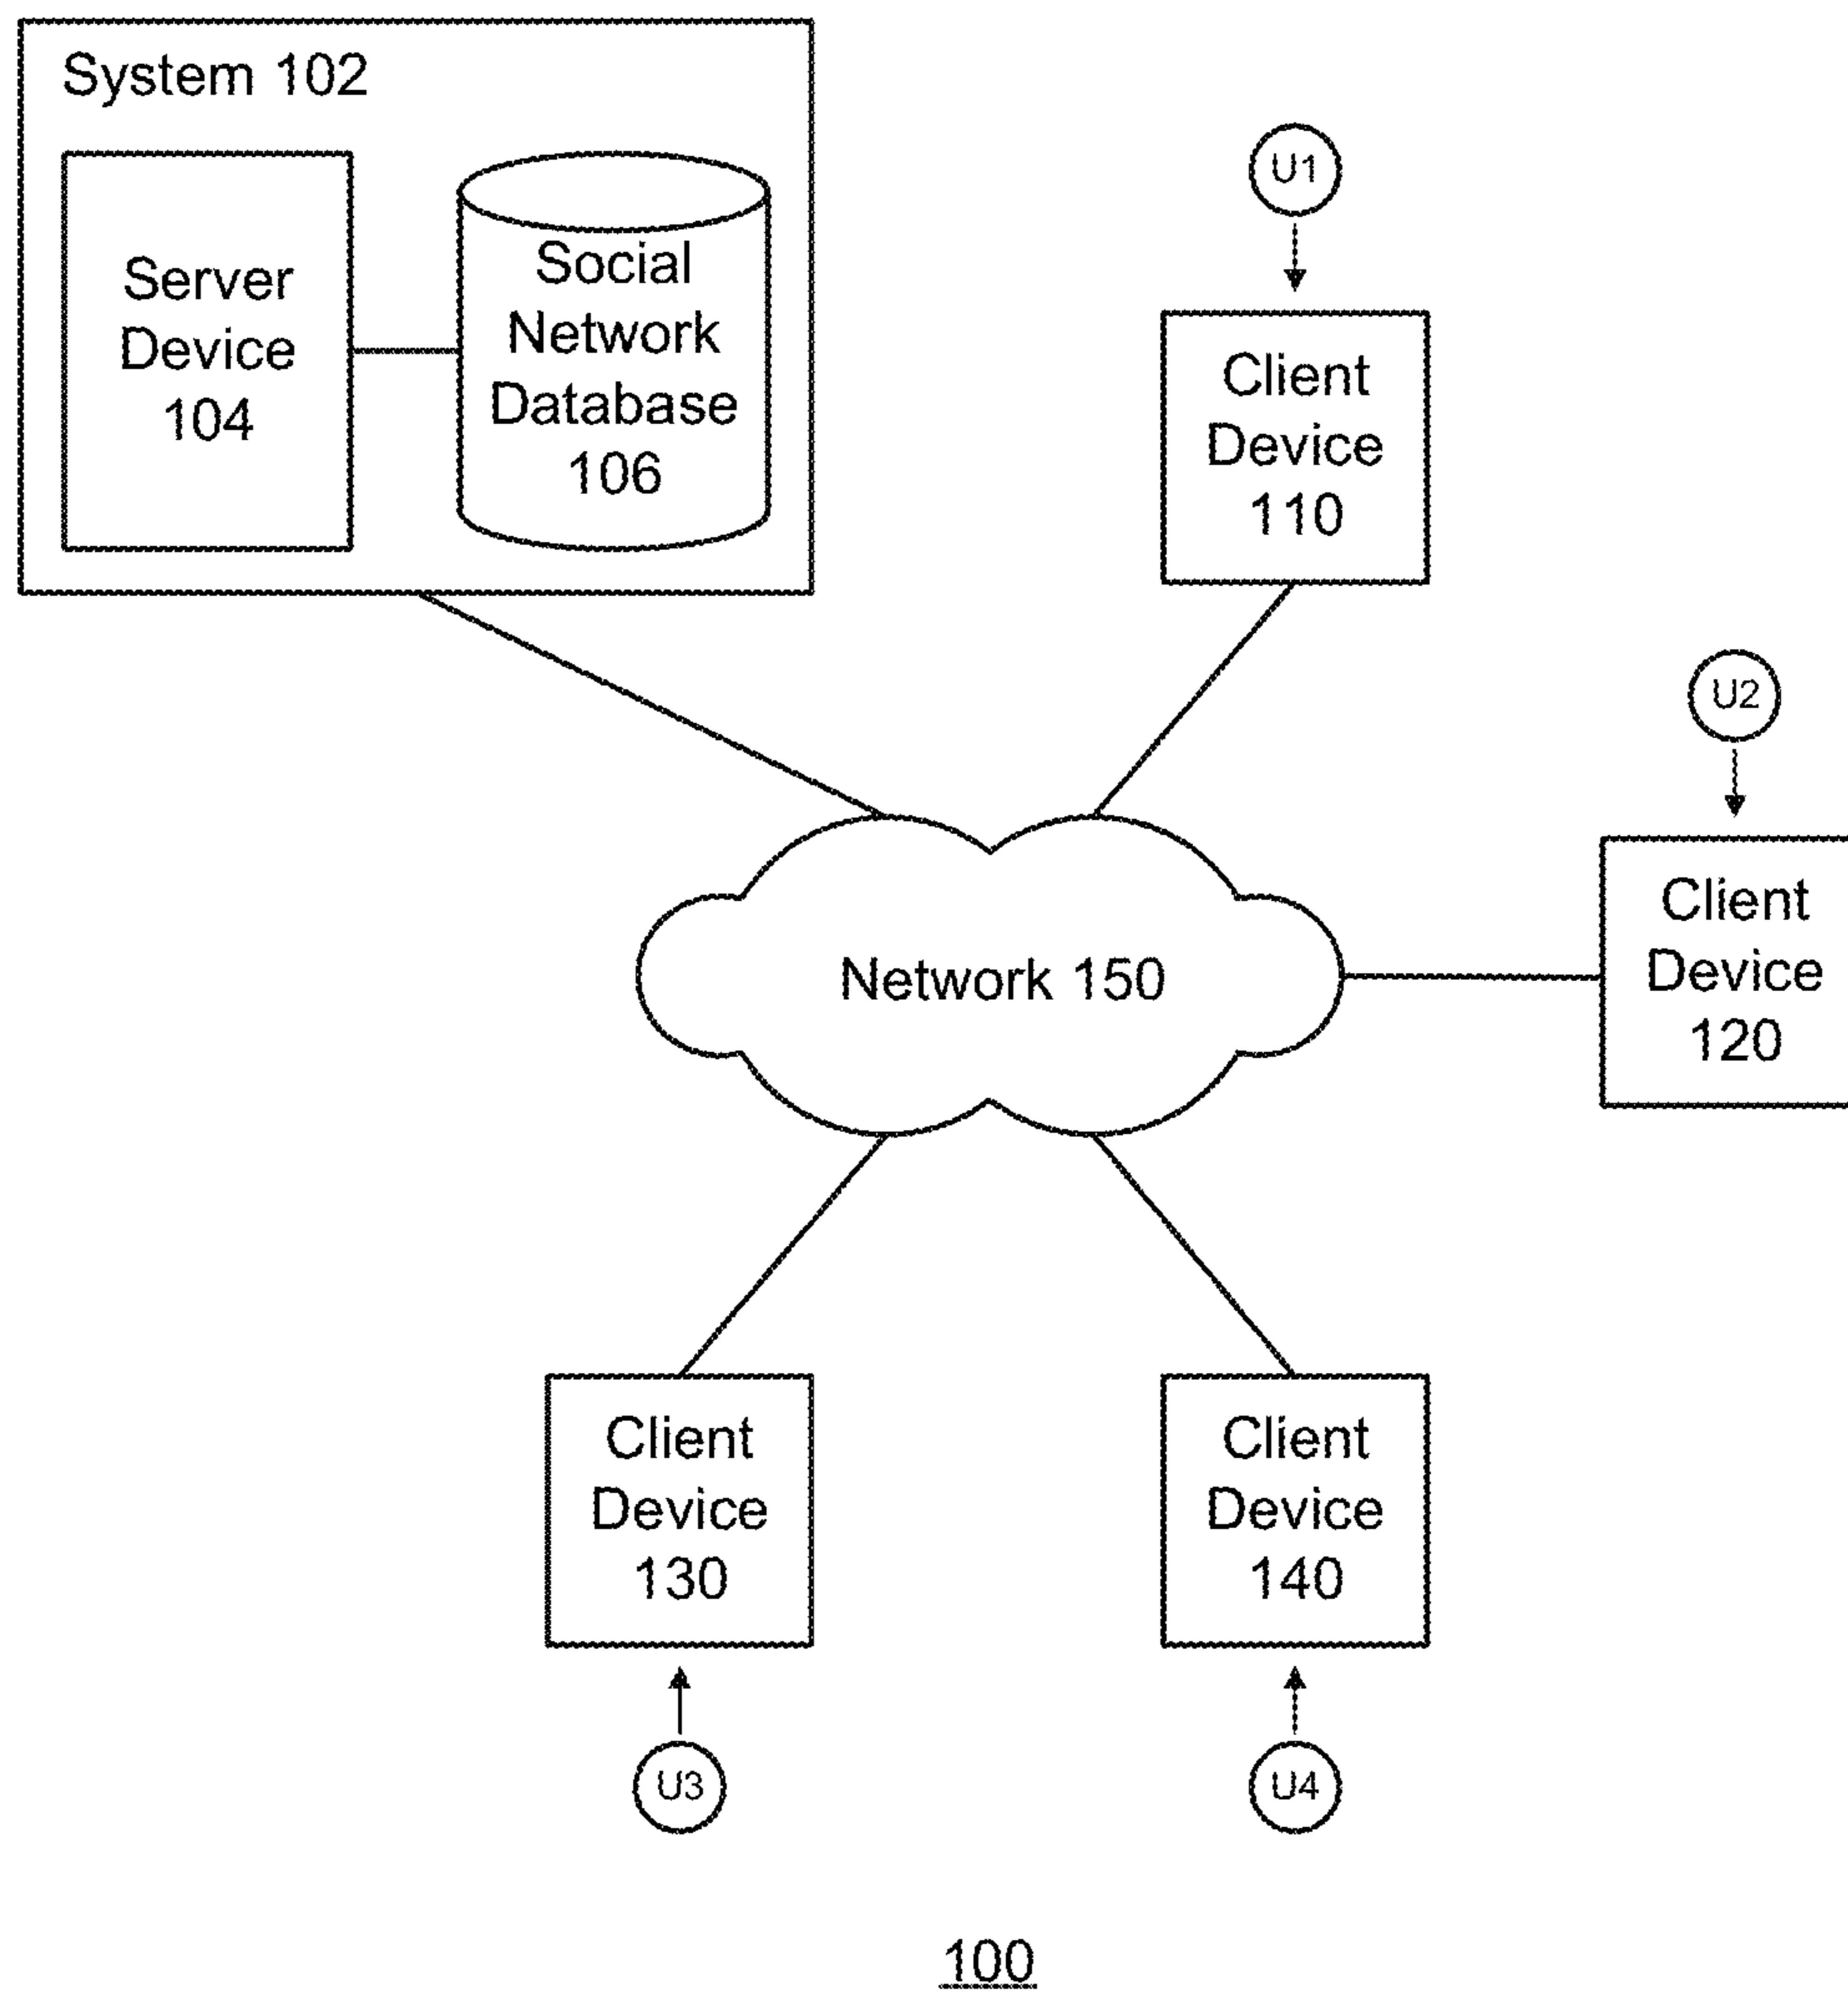 System 102
Server
Device
104
Social
Network
Database
106
U1
Client
Device
110
U2
Client
Device
120
Network 150
Client
Device
130
Client
Device
140
U3
U4
100